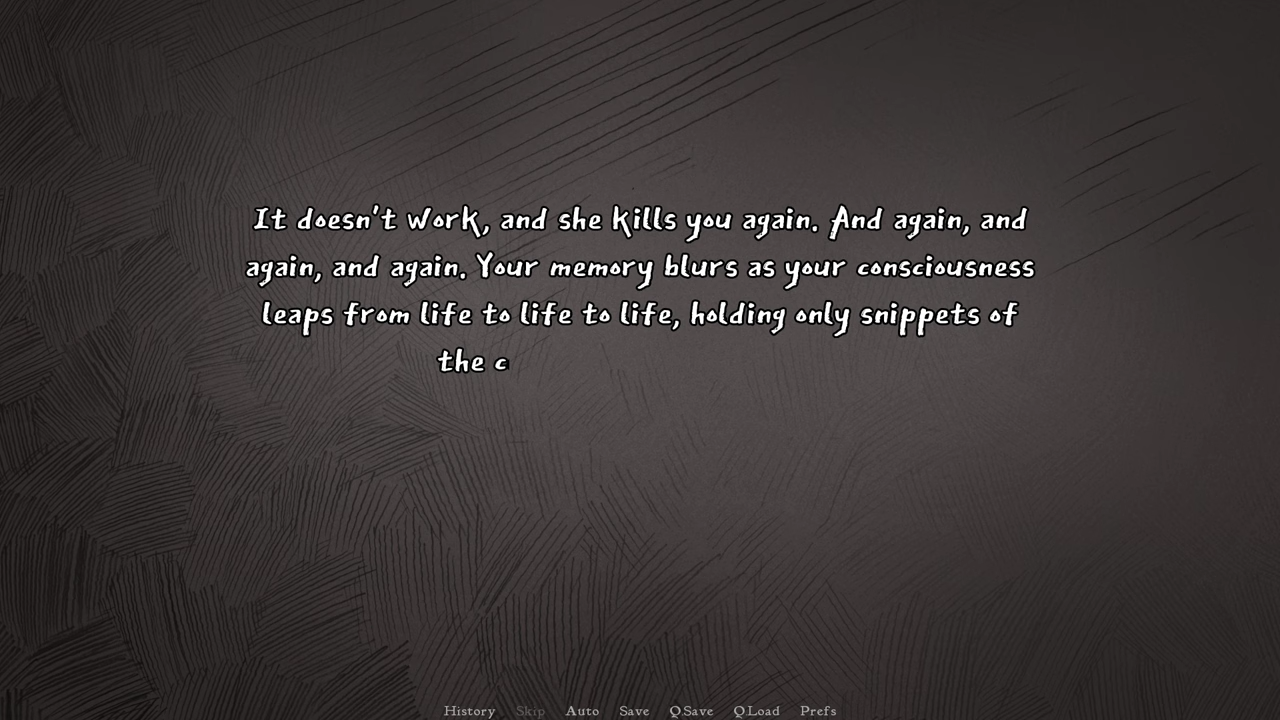 It doesn't work, and she kills you again. And again, and
again, and again. Your memory blurs as your consciousness
leaps from life to life to life, holding only snippets of
the c
History Skip Auto Save Q.Save Q.Load Prefs